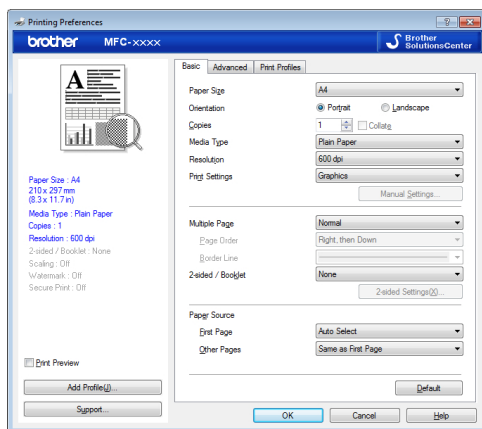 Printing Preferences
brother MFC-xxxx
Brother
SolutionsCenter
Basic Advanced Print Profiles
Paper Size A4
Orientation Portrait Landscape
Copies 1 Collate
Media Type Plain Paper
Resolution 600 dpi
Print Settings Graphics
Manual Settings...
Multiple Page Normal
Page Order Right, then Down
Border Line
2-sided / Booklet None
2-sided Settings(X)...
Paper Source
First Page Auto Select
Other Pages Same as First Page
Default
A
Paper Size : A4
210 x 297 mm
(8.3 x 11.7 in)
Media Type : Plain Paper
Copies : 1
Resolution : 600 dpi
2-sided / Booklet : None
Scaling : Off
Watermark : Off
Secure Print : Off
Print Preview
Add Profile(J)...
Support...
OK Cancel Help